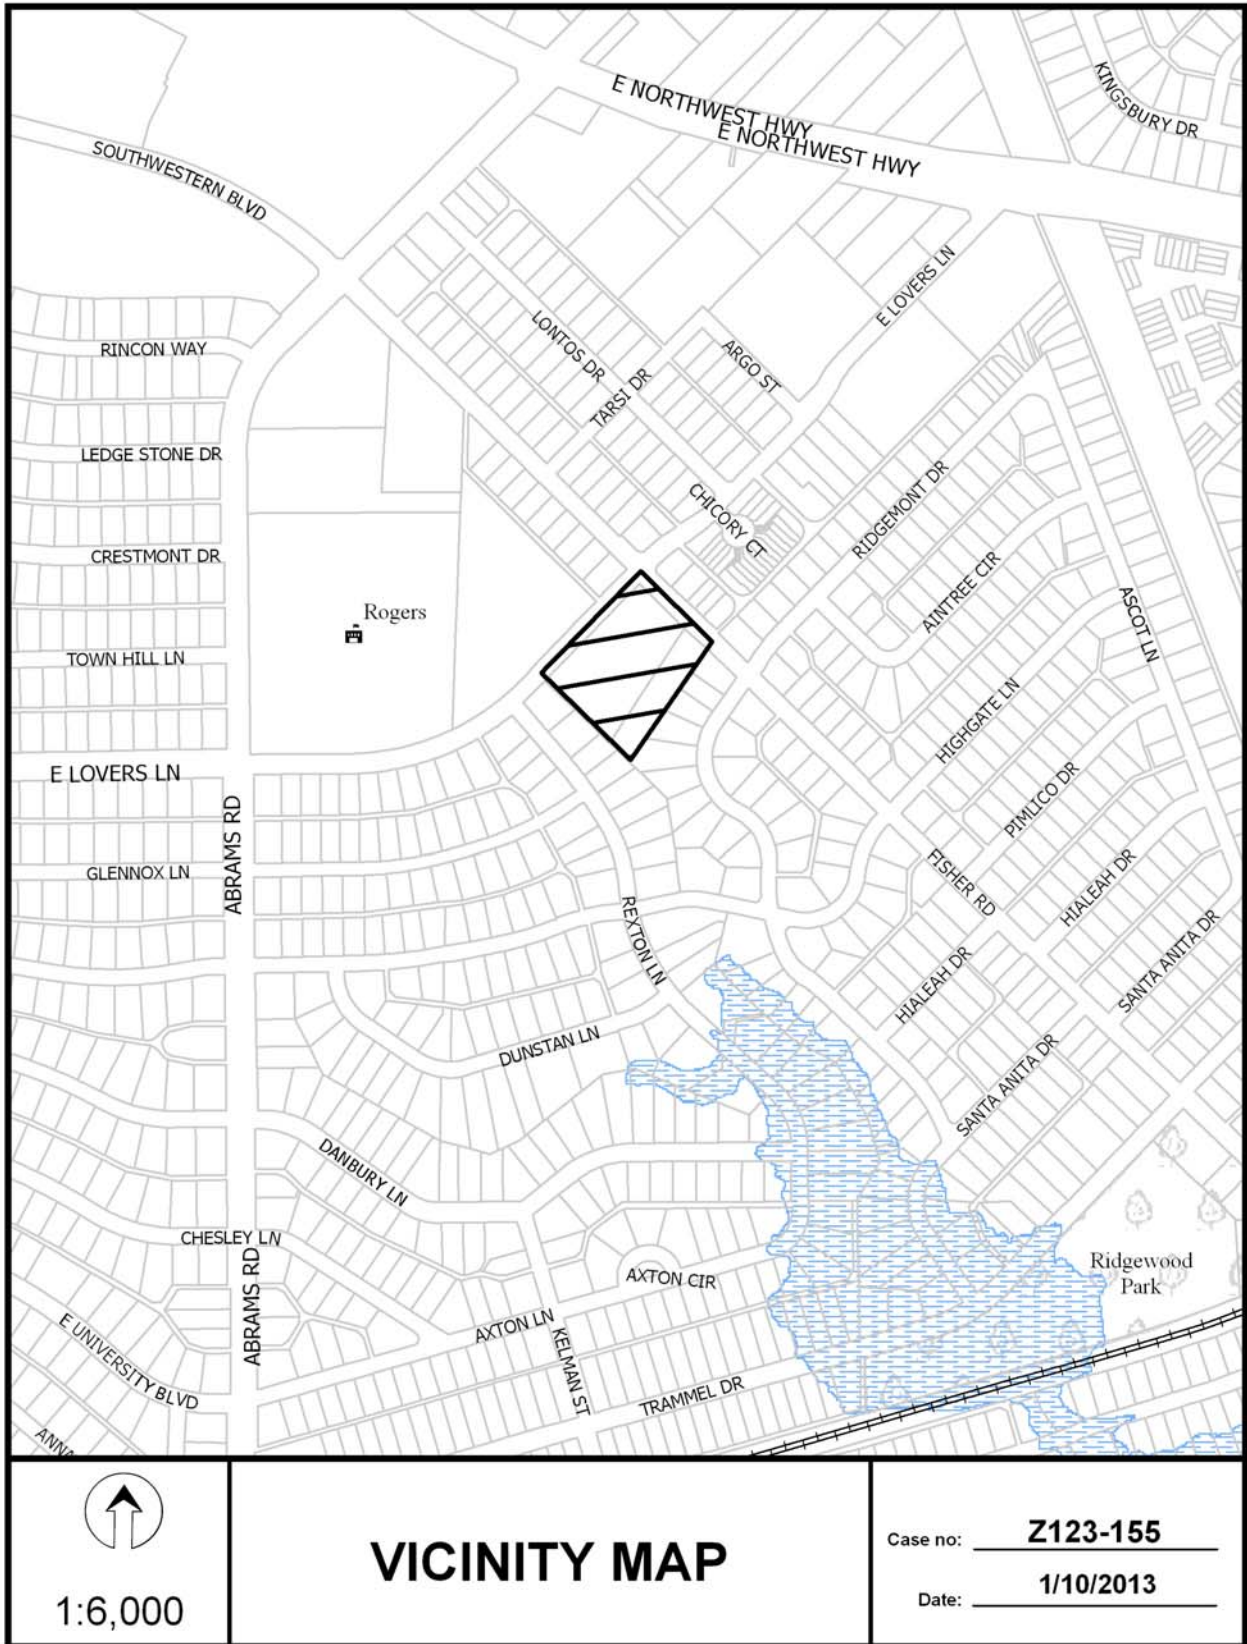 E NORTHWEST HWY
E NORTHWEST HWY
KINGSBURY DR
SOUTHWESTERN BLVD
E LOVERS LN
RINCON WAY
LONTOS DR
ARGO ST
TARSI DR
LEDGE STONE DR
CHICORY CT
RIDGEMONT DR
CRESTMONT DR
AINTREE CIR
ASCOT LN
Rogers
TOWN HILL LN
HIGHGATE LN
E LOVERS LN
PIMLICO DR
ABRAMS RD
GLENNOX LN
FISHER RD
HIALEAH DR
REXTON LN
SANTA ANITA DR
HIALEAH DR
DUNSTAN LN
SANTA ANITA DR
DANBURY LN
CHESLEY LN
ABRAMS RD
AXTON CIR
Ridgewood
Park
AXTON LN
KELMAN ST
E UNIVERSITY BLVD
TRAMMEL DR
1:6,000
VICINITY MAP
Case no: Z123-155
Date: 1/10/2013